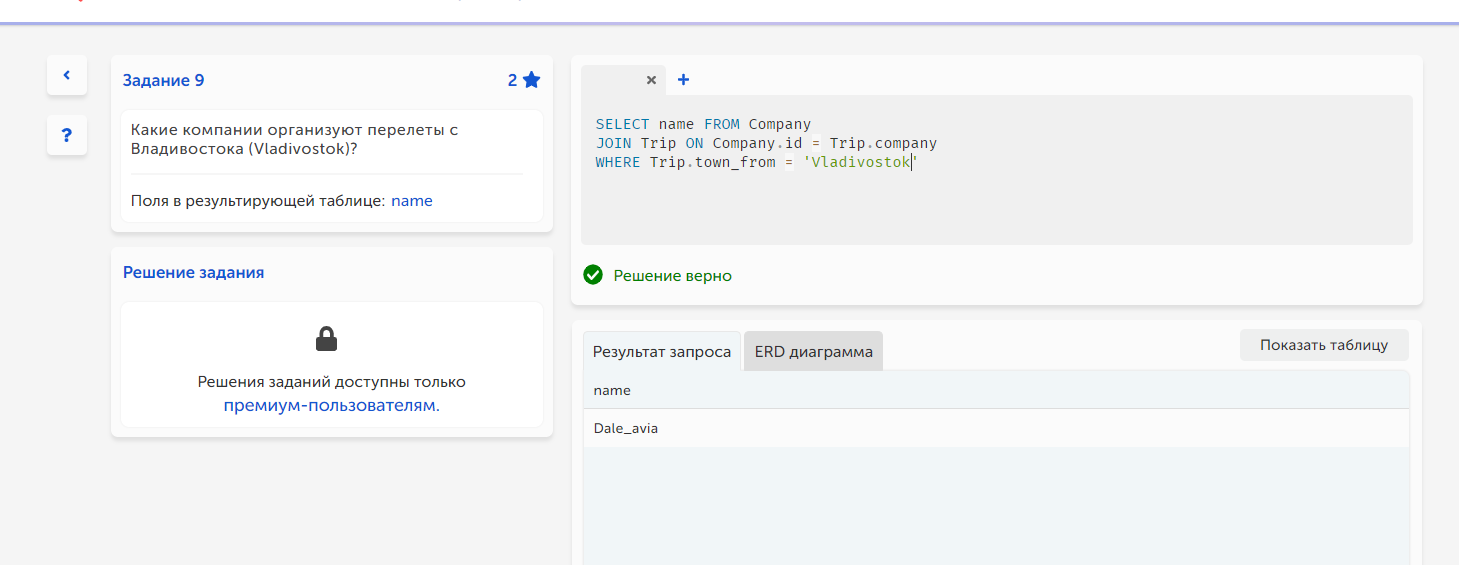 Задание 9
2
Какие компании организуют перелеты с
Владивостока (Vladivostok)?
Поля в результирующей таблице: name
Решение задания
Решения заданий доступны только
премиум-пользователям.
SELECT name FROM Company
JOIN Trip ON Company.id = Trip.company
WHERE Trip.town_from = 'Vladivostok'
Решение верно
Результат запроса
ERD диаграмма
Показать таблицу
name
Dale_avia